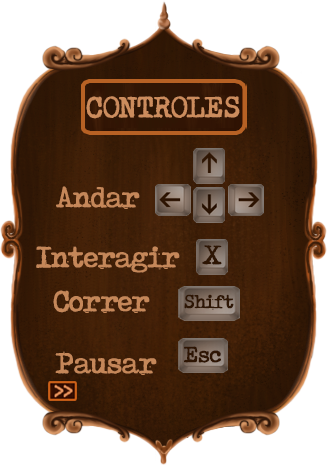 CONTROLES
↑
Andar ← ↓ →
Interagir X
Correr Shift
Pausar Esc
>>